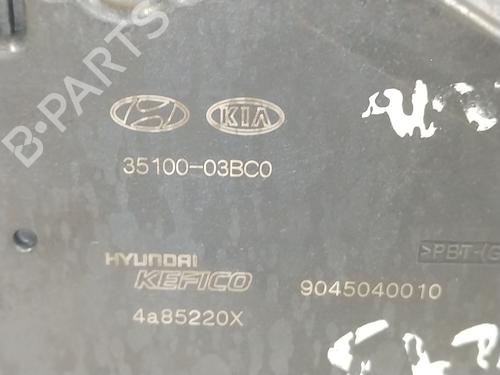 B-PARTS
KIA
35100-03BC0
>PBT-(G
HYUNDAI
KEFICO
9045040010
4a85220X